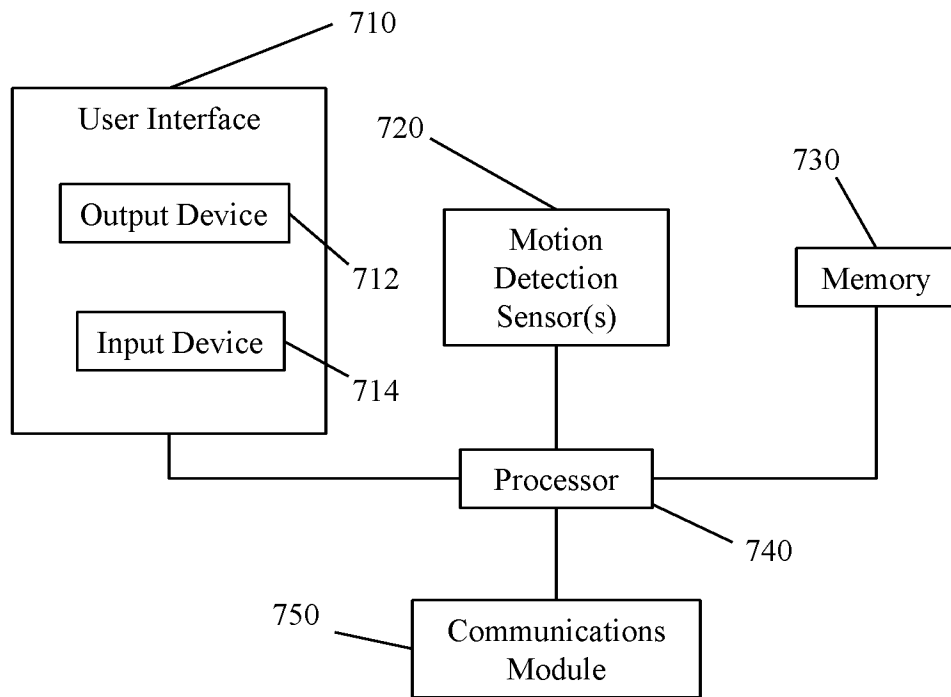 710
User Interface
720
730
Output Device
Motion
Detection
Sensor(s)
Memory
712
Input Device
714
Processor
740
750
Communications
Module